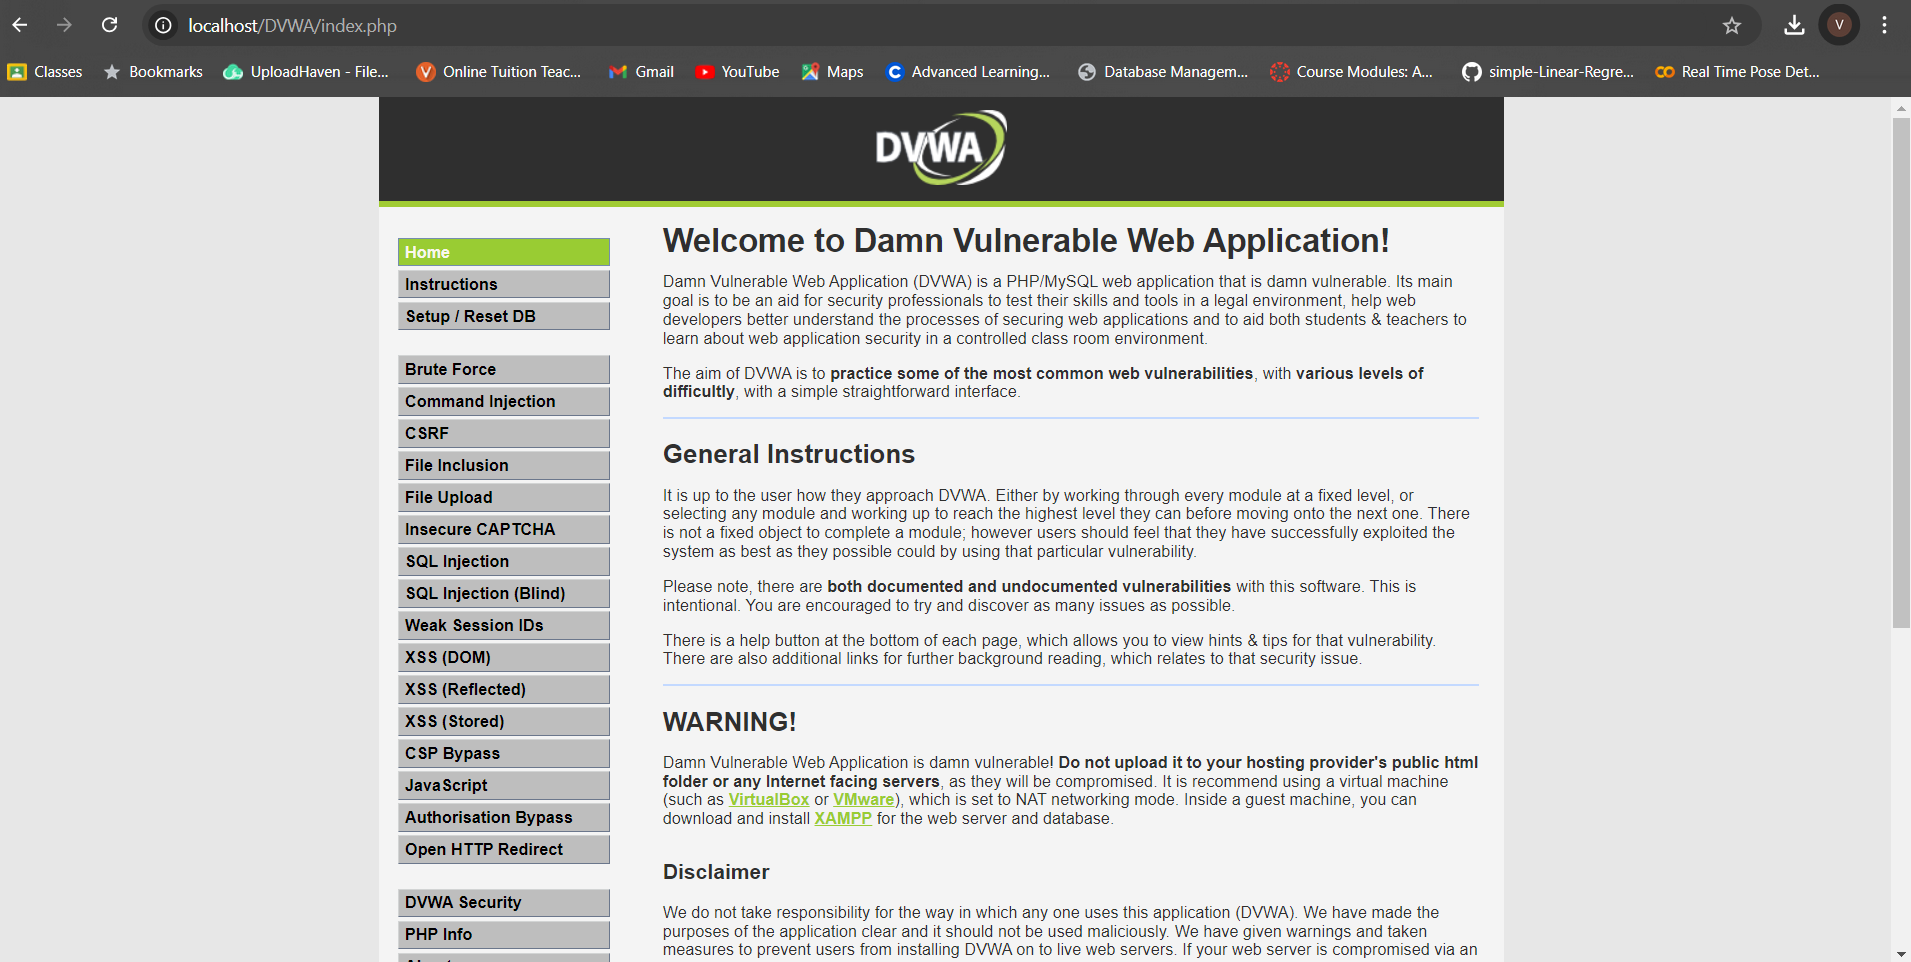 localhost/DVWA/index.php
V
Classes
Bookmarks
UploadHaven - File...
Online Tuition Teac...
Gmail
YouTube
Maps
Advanced Learning...
Database Managem...
Course Modules: A...
simple-Linear-Regre...
Real Time Pose Det...
DVWA
Home
Instructions
Setup / Reset DB
Brute Force
Command Injection
CSRF
File Inclusion
File Upload
Insecure CAPTCHA
SQL Injection
SQL Injection (Blind)
Weak Session IDs
XSS (DOM)
XSS (Reflected)
XSS (Stored)
CSP Bypass
JavaScript
Authorisation Bypass
Open HTTP Redirect
DVWA Security
PHP Info
Welcome to Damn Vulnerable Web Application!
Damn Vulnerable Web Application (DVWA) is a PHP/MySQL web application that is damn vulnerable. Its main
goal is to be an aid for security professionals to test their skills and tools in a legal environment, help web
developers better understand the processes of securing web applications and to aid both students & teachers to
learn about web application security in a controlled class room environment.
The aim of DVWA is to practice some of the most common web vulnerabilities, with various levels of
difficultly, with a simple straightforward interface.
General Instructions
It is up to the user how they approach DVWA. Either by working through every module at a fixed level, or
selecting any module and working up to reach the highest level they can before moving onto the next one. There
is not a fixed object to complete a module; however users should feel that they have successfully exploited the
system as best as they possible could by using that particular vulnerability.
Please note, there are both documented and undocumented vulnerabilities with this software. This is
intentional. You are encouraged to try and discover as many issues as possible.
There is a help button at the bottom of each page, which allows you to view hints & tips for that vulnerability.
There are also additional links for further background reading, which relates to that security issue.
WARNING!
Damn Vulnerable Web Application is damn vulnerable! Do not upload it to your hosting provider's public html
folder or any Internet facing servers, as they will be compromised. It is recommend using a virtual machine
(such as VirtualBox or VMware), which is set to NAT networking mode. Inside a guest machine, you can
download and install XAMPP for the web server and database.
Disclaimer
We do not take responsibility for the way in which any one uses this application (DVWA). We have made the
purposes of the application clear and it should not be used maliciously. We have given warnings and taken
measures to prevent users from installing DVWA on to live web servers. If your web server is compromised via an